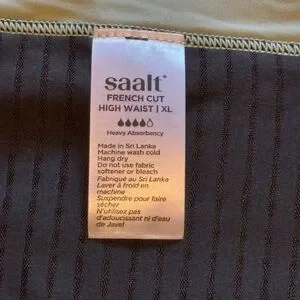 saalt
FRENCH CUT
HIGH WAIST | XL
Heavy Absorbency
Made in Sri Lanka
Machine wash cold
Hang dry
Do not use fabric
softener or bleach
Fabriqué au Sri Lanka
Laver à froid en
machine
Suspendre pour faire
sécher
N'utilisez pas
d'adoucissant ni d'eau
de Javel